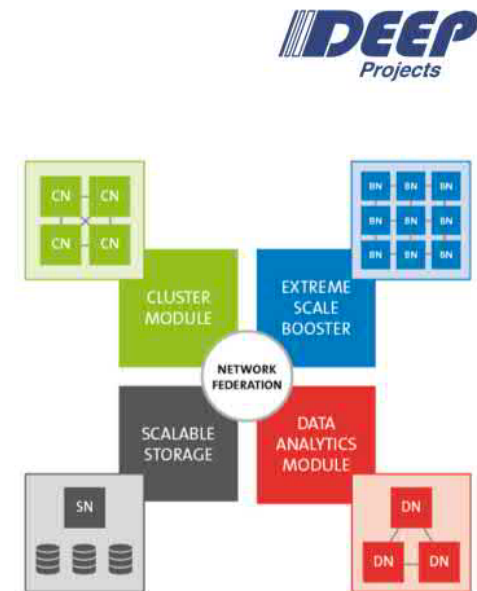 DEEP
Projects
CN CN
CN CN
BN BN BN
BN BN BN
BN BN BN
CLUSTER
MODULE
EXTREME
SCALE
BOOSTER
NETWORK
FEDERATION
SCALABLE
STORAGE
DATA
ANALYTICS
MODULE
SN
DN
DN DN